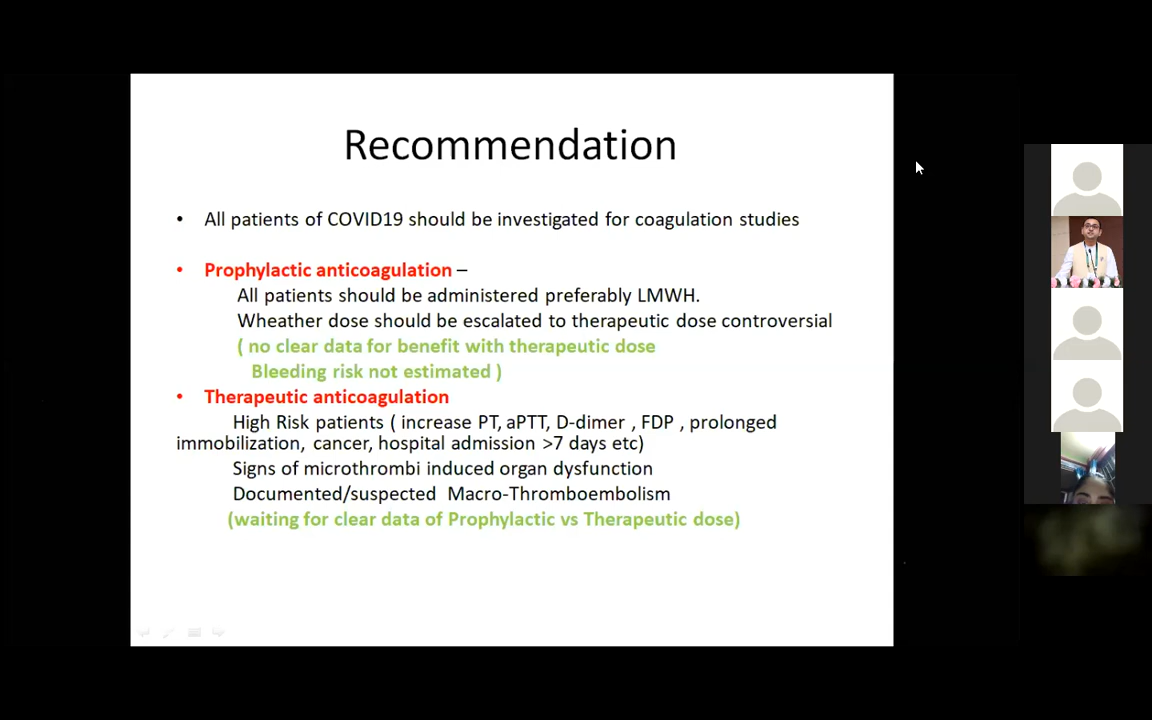 Recommendation
• All patients of COVID19 should be investigated for coagulation studies
• Prophylactic anticoagulation –
All patients should be administered preferably LMWH.
Wheather dose should be escalated to therapeutic dose controversial
( no clear data for benefit with therapeutic dose
Bleeding risk not estimated )
• Therapeutic anticoagulation
High Risk patients ( increase PT, aPTT, D-dimer , FDP , prolonged
immobilization, cancer, hospital admission >7 days etc)
Signs of microthrombi induced organ dysfunction
Documented/suspected Macro-Thromboembolism
(waiting for clear data of Prophylactic vs Therapeutic dose)